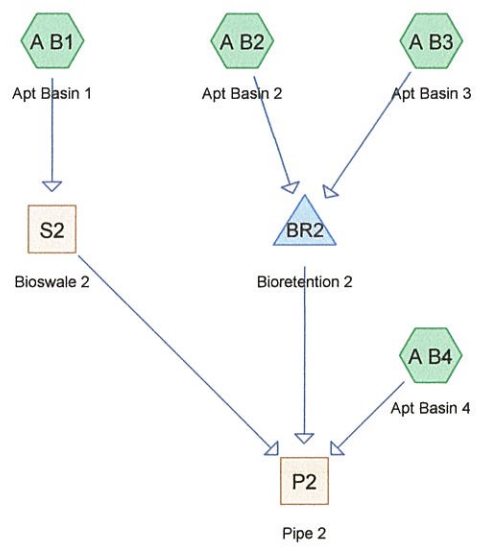 A B1
A B2
A B3
Apt Basin 1
Apt Basin 2
Apt Basin 3
S2
BR2
Bioswale 2
Bioretention 2
A B4
Apt Basin 4
P2
Pipe 2